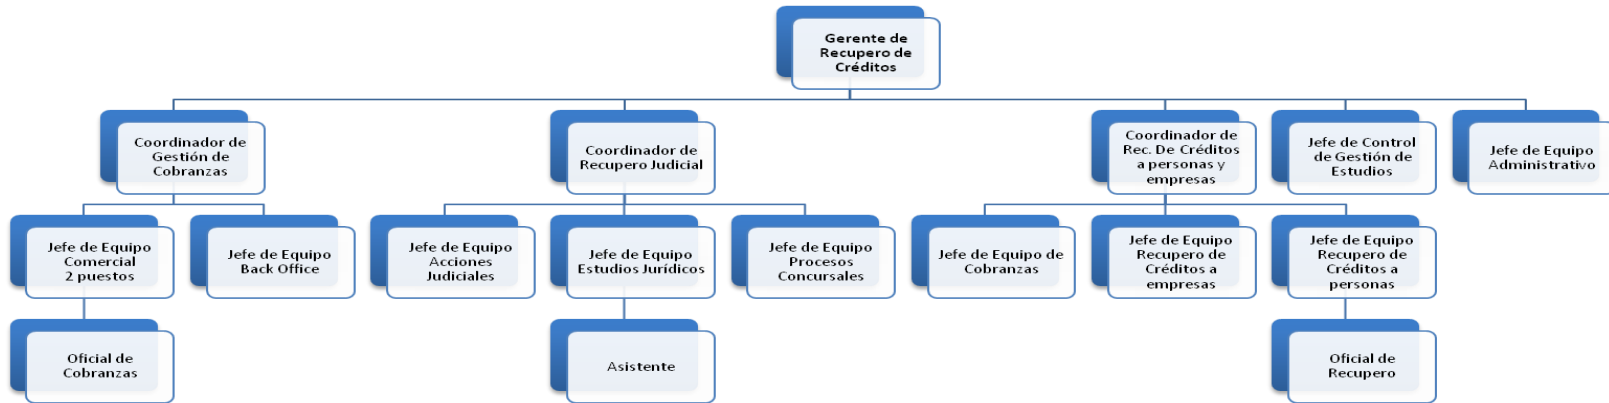 Gerente de
Recupero de
Créditos
Coordinador de
Gestión de
Cobranzas
Coordinador de
Recupero Judicial
Coordinador de
Rec. De Créditos
a personas y
empresas
Jefe de Control
de Gestión de
Estudios
Jefe de Equipo
Administrativo
Jefe de Equipo
Comercial
2 puestos
Jefe de Equipo
Back Office
Jefe de Equipo
Acciones
Judiciales
Jefe de Equipo
Estudios Jurídicos
Jefe de Equipo
Procesos
Concursales
Jefe de Equipo de
Cobranzas
Jefe de Equipo
Recupero de
Créditos a
empresas
Jefe de Equipo
Recupero de
Créditos a
personas
Oficial de
Cobranzas
Asistente
Oficial de
Recupero